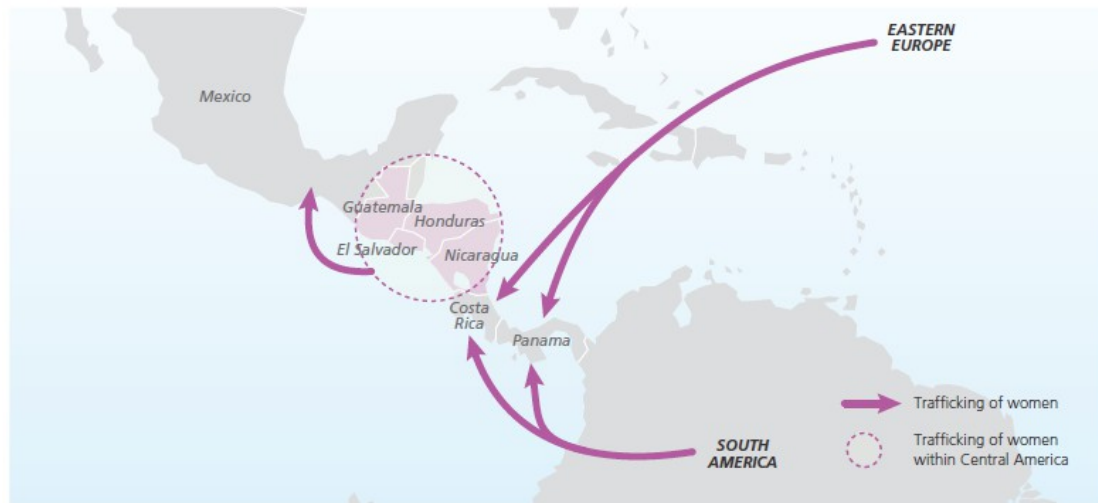 EASTERN
EUROPE
Mexico
Guatemala
Honduras
El Salvador
Nicaragua
Costa
Rica
Panama
Trafficking of women
SOUTH
AMERICA
Trafficking of women
within Central America